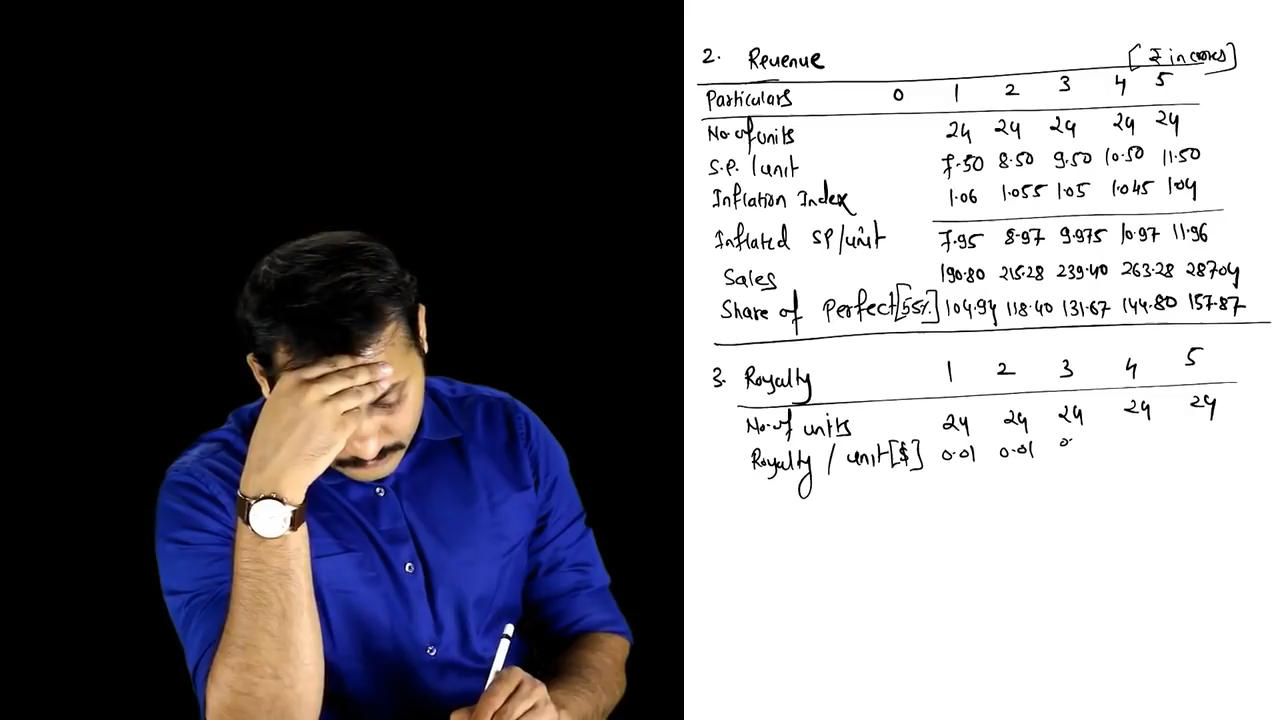 2. Revenue [₹ in crores]
Particulars 0 1 2 3 4 5
No. of units 24 24 24 24 24
S.P. / unit 7.50 8.50 9.50 10.50 11.50
Inflation Index 1.06 1.055 1.05 1.045 1.04
Inflated SP/unit 7.95 8.97 9.975 10.97 11.96
Sales 190.80 215.28 239.40 263.28 287.04
Share of Perfect [55%] 104.94 118.40 131.67 144.80 157.87
3. Royalty 1 2 3 4 5
No. of units 24 24 24 24 24
Royalty / unit [$] 0.01 0.01 0.